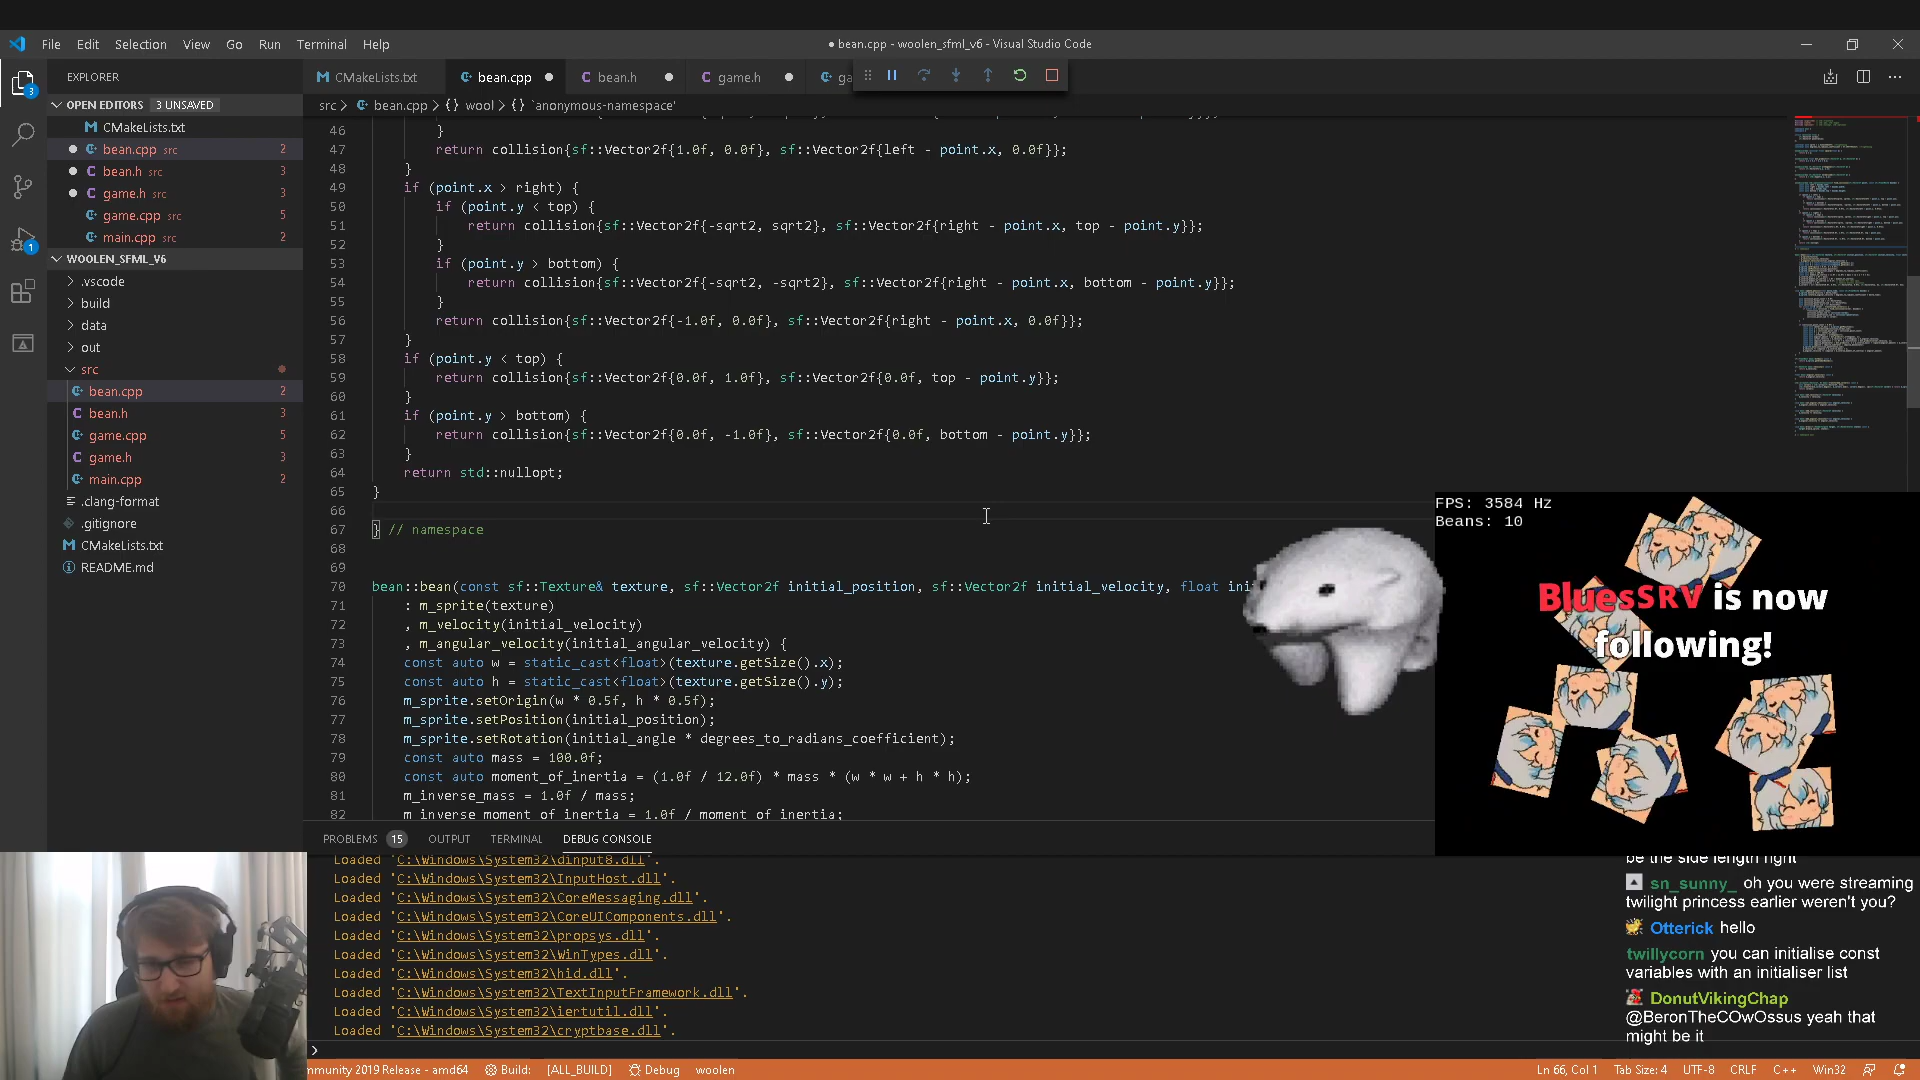 File Edit Selection View Go Run Terminal Help
● bean.cpp - woolen_sfml_v6 - Visual Studio Code
EXPLORER
CMakeLists.txt
bean.cpp
bean.h
game.h
ga
src > bean.cpp > {} wool > {} `anonymous-namespace'
OPEN EDITORS 3 UNSAVED
CMakeLists.txt
bean.cpp src 2
bean.h src 3
game.h src 3
game.cpp src 5
main.cpp src 2
WOOLEN_SFML_V6
.vscode
build
data
out
src
bean.cpp 2
bean.h 3
game.cpp 5
game.h 3
main.cpp 2
.clang-format
.gitignore
CMakeLists.txt
README.md
3
1
46 }
47 return collision{sf::Vector2f{1.0f, 0.0f}, sf::Vector2f{left - point.x, 0.0f}};
48 }
49 if (point.x > right) {
50 if (point.y < top) {
51 return collision{sf::Vector2f{-sqrt2, sqrt2}, sf::Vector2f{right - point.x, top - point.y}};
52 }
53 if (point.y > bottom) {
54 return collision{sf::Vector2f{-sqrt2, -sqrt2}, sf::Vector2f{right - point.x, bottom - point.y}};
55 }
56 return collision{sf::Vector2f{-1.0f, 0.0f}, sf::Vector2f{right - point.x, 0.0f}};
57 }
58 if (point.y < top) {
59 return collision{sf::Vector2f{0.0f, 1.0f}, sf::Vector2f{0.0f, top - point.y}};
60 }
61 if (point.y > bottom) {
62 return collision{sf::Vector2f{0.0f, -1.0f}, sf::Vector2f{0.0f, bottom - point.y}};
63 }
64 return std::nullopt;
65 }
66
67 } // namespace
68
69
70 bean::bean(const sf::Texture& texture, sf::Vector2f initial_position, sf::Vector2f initial_velocity, float ini
71 : m_sprite(texture)
72 , m_velocity(initial_velocity)
73 , m_angular_velocity(initial_angular_velocity) {
74 const auto w = static_cast<float>(texture.getSize().x);
75 const auto h = static_cast<float>(texture.getSize().y);
76 m_sprite.setOrigin(w * 0.5f, h * 0.5f);
77 m_sprite.setPosition(initial_position);
78 m_sprite.setRotation(initial_angle * degrees_to_radians_coefficient);
79 const auto mass = 100.0f;
80 const auto moment_of_inertia = (1.0f / 12.0f) * mass * (w * w + h * h);
81 m_inverse_mass = 1.0f / mass;
82 m_inverse_moment_of_inertia = 1.0f / moment_of_inertia;
FPS: 3584 Hz
Beans: 10
BluesSRV is now
following!
PROBLEMS 15 OUTPUT TERMINAL DEBUG CONSOLE
Loaded 'C:\Windows\System32\dinput8.dll'.
Loaded 'C:\Windows\System32\InputHost.dll'.
Loaded 'C:\Windows\System32\CoreMessaging.dll'.
Loaded 'C:\Windows\System32\CoreUIComponents.dll'.
Loaded 'C:\Windows\System32\propsys.dll'.
Loaded 'C:\Windows\System32\WinTypes.dll'.
Loaded 'C:\Windows\System32\hid.dll'.
Loaded 'C:\Windows\System32\TextInputFramework.dll'.
Loaded 'C:\Windows\System32\iertutil.dll'.
Loaded 'C:\Windows\System32\cryptbase.dll'.
be the side length right
sn_sunny_ oh you were streaming
twilight princess earlier weren't you?
Otterick hello
twillycorn you can initialise const
variables with an initialiser list
DonutVikingChap
@BeronTheCOwOssus yeah that
might be it
mmunity 2019 Release - amd64 Build: [ALL_BUILD] Debug woolen
Ln 66, Col 1 Tab Size: 4 UTF-8 CRLF C++ Win32